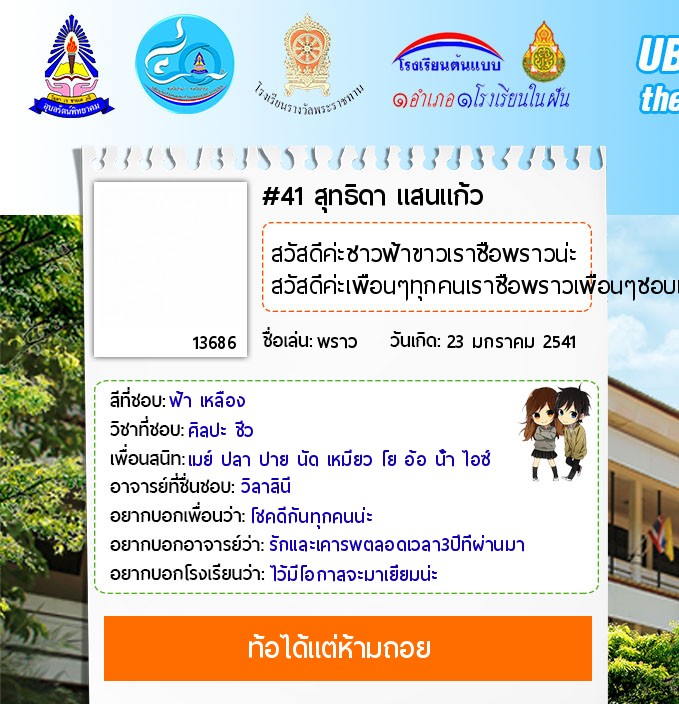 UB
the
อุบลรัตน์พิทยาคม
โรงเรียนรางวัลพระราชทาน
โรงเรียนต้นแบบ
๑อำเภอ๑โรงเรียนในฝัน
#41 สุทธิดา แสนแก้ว
สวัสดีค่ะชาวฟ้าขาวเราชื่อพราวน่ะ
สวัสดีค่ะเพื่อนๆทุกคนเราชื่อพราวเพื่อนๆชอบเ
13686
ชื่อเล่น: พราว วันเกิด: 23 มกราคม 2541
สีที่ชอบ: ฟ้า เหลือง
วิชาที่ชอบ: ศิลปะ ชีว
เพื่อนสนิท: เมย์ ปลา ปาย นัด เหมียว โย อ้อ น้ำ ไอซ์
อาจารย์ที่ชื่นชอบ: วิลาสินี
อยากบอกเพื่อนว่า: โชคดีกันทุกคนน่ะ
อยากบอกอาจารย์ว่า: รักและเคารพตลอดเวลา3ปีที่ผ่านมา
อยากบอกโรงเรียนว่า: ไว้มีโอกาสจะมาเยี่ยมน่ะ
ท้อได้แต่ห้ามถอย